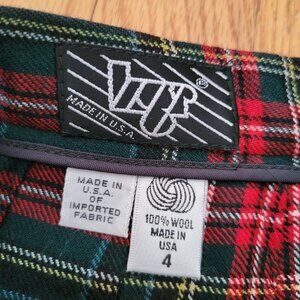 ®
MADE IN U.S.A.
MADE IN
U.S.A.
OF
IMPORTED
FABRIC
100% WOOL
MADE IN
USA
4